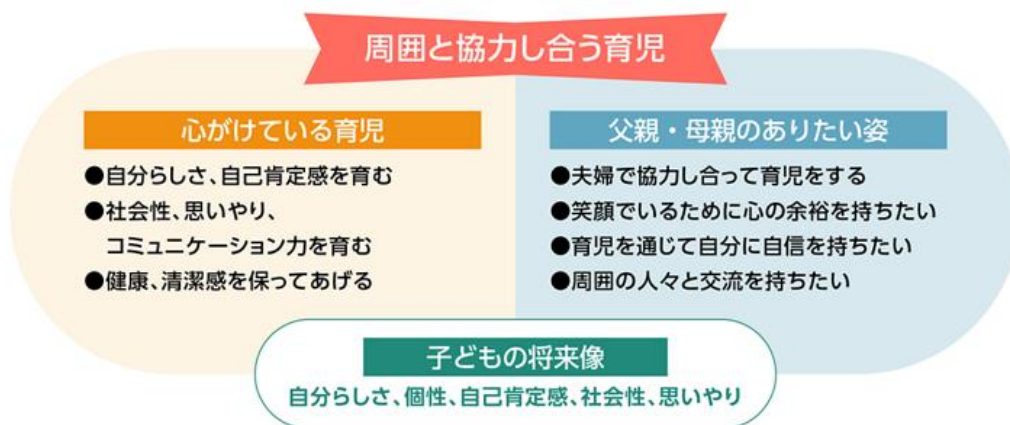 周囲と協力し合う育児
心がけている育児
●自分らしさ、自己肯定感を育む
●社会性、思いやり、
コミュニケーション力を育む
●健康、清潔感を保ってあげる
父親・母親のありたい姿
●夫婦で協力し合って育児をする
●笑顔でいるために心の余裕を持ちたい
●育児を通じて自分に自信を持ちたい
●周囲の人々と交流を持ちたい
子どもの将来像
自分らしさ、個性、自己肯定感、社会性、思いやり